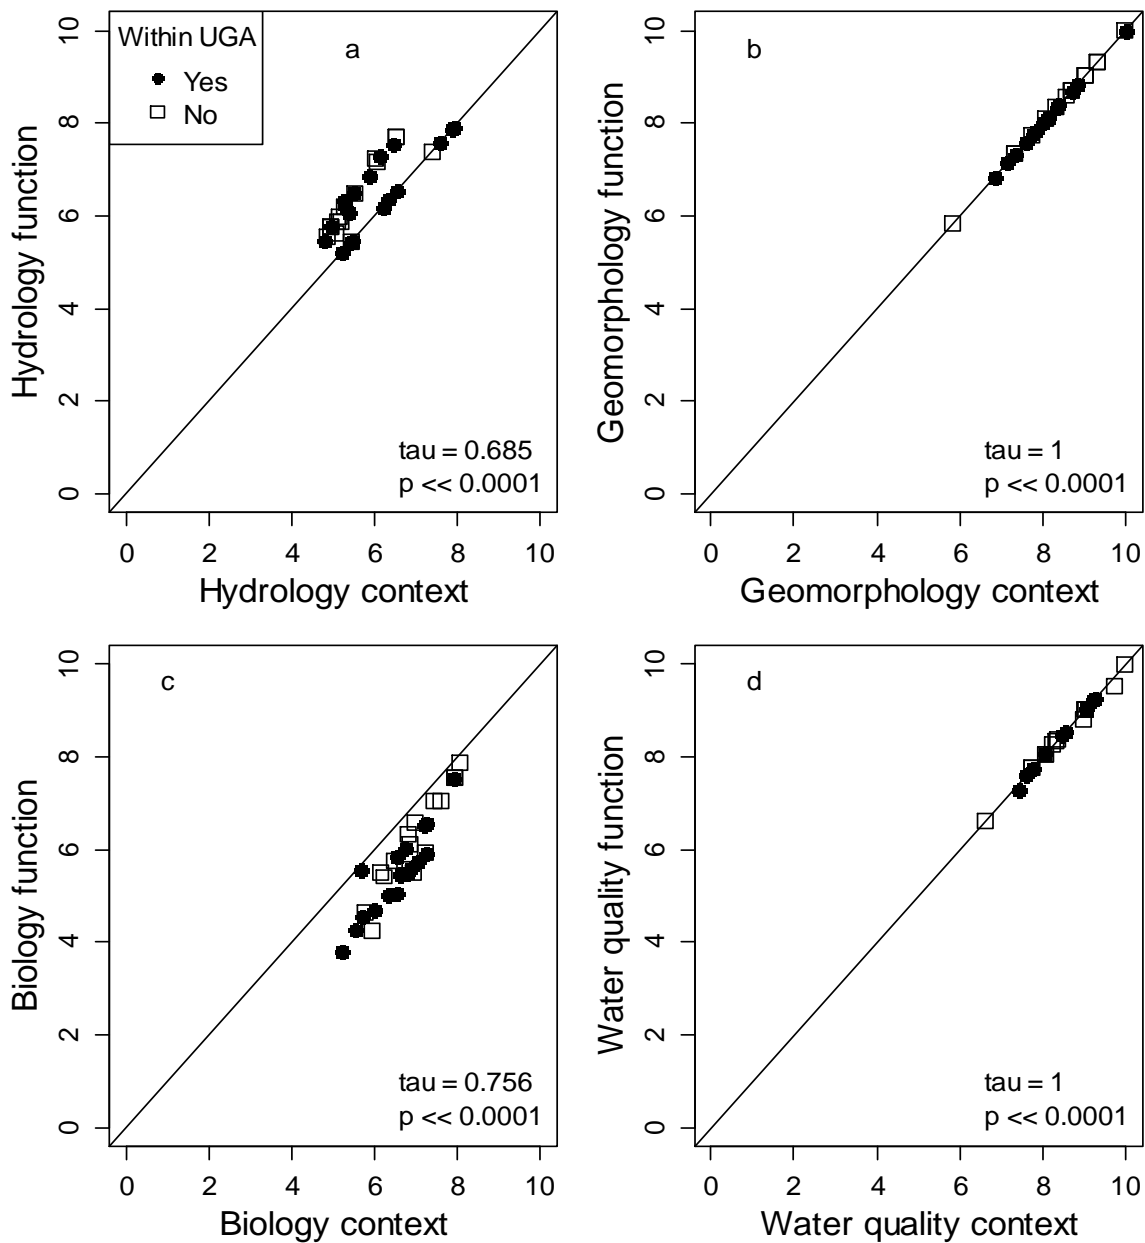 Within UGA
Yes
No
a
Hydrology function
0 2 4 6 8 10
tau = 0.685
p << 0.0001
0 2 4 6 8 10
Hydrology context
b
Geomorphology function
0 2 4 6 8 10
tau = 1
p << 0.0001
0 2 4 6 8 10
Geomorphology context
c
Biology function
0 2 4 6 8 10
tau = 0.756
p << 0.0001
0 2 4 6 8 10
Biology context
d
Water quality function
0 2 4 6 8 10
tau = 1
p << 0.0001
0 2 4 6 8 10
Water quality context